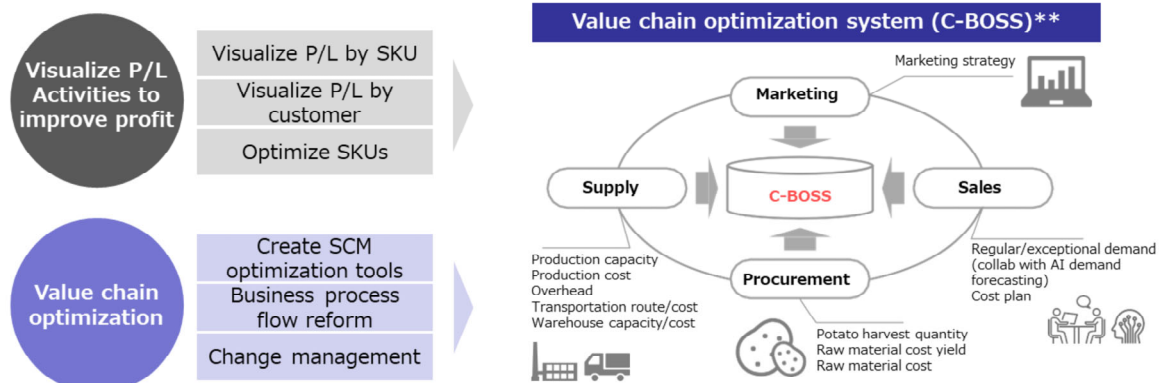 Visualize P/L
Activities to
improve profit
Visualize P/L by SKU
Visualize P/L by
customer
Optimize SKUs
Value chain
optimization
Create SCM
optimization tools
Business process
flow reform
Change management
Value chain optimization system (C-BOSS)**
Marketing strategy
Marketing
Supply
C-BOSS
Sales
Procurement
Production capacity
Production cost
Overhead
Transportation route/cost
Warehouse capacity/cost
Regular/exceptional demand
(collab with AI demand
forecasting)
Cost plan
Potato harvest quantity
Raw material cost yield
Raw material cost